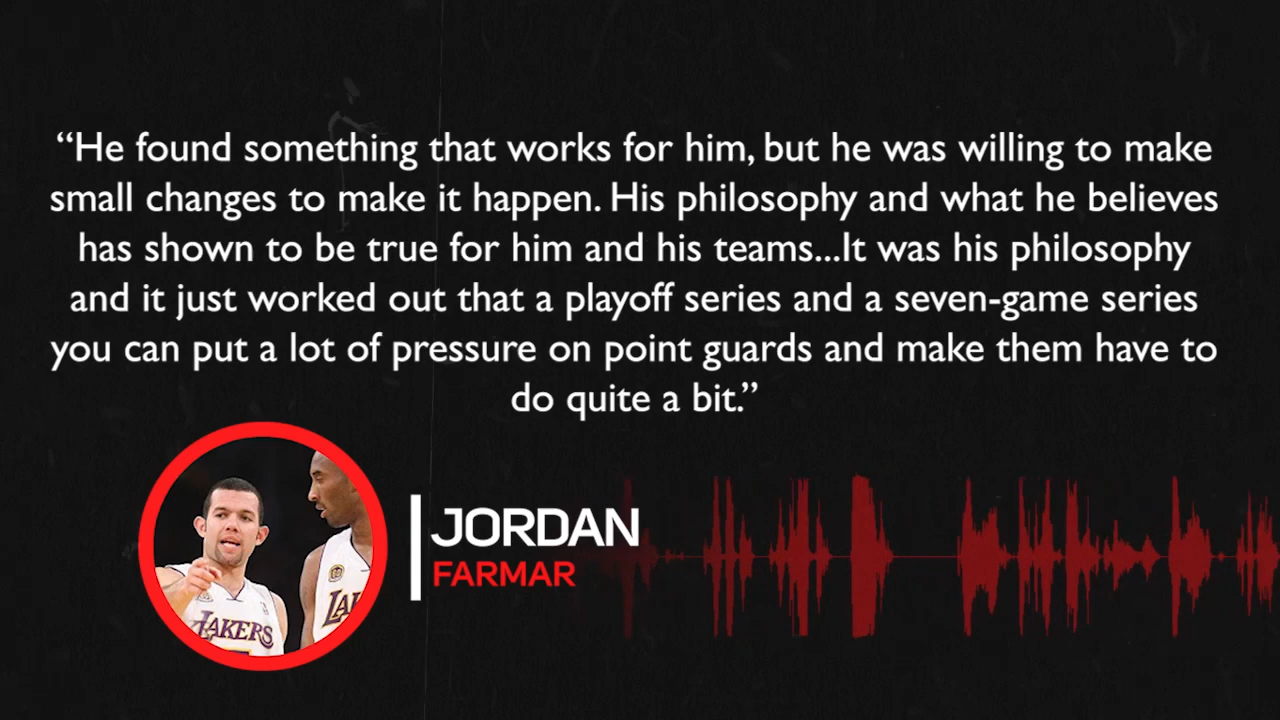 “He found something that works for him, but he was willing to make
small changes to make it happen. His philosophy and what he believes
has shown to be true for him and his teams...It was his philosophy
and it just worked out that a playoff series and a seven-game series
you can put a lot of pressure on point guards and make them have to
do quite a bit.”
JORDAN
FARMAR
LAKERS
LA